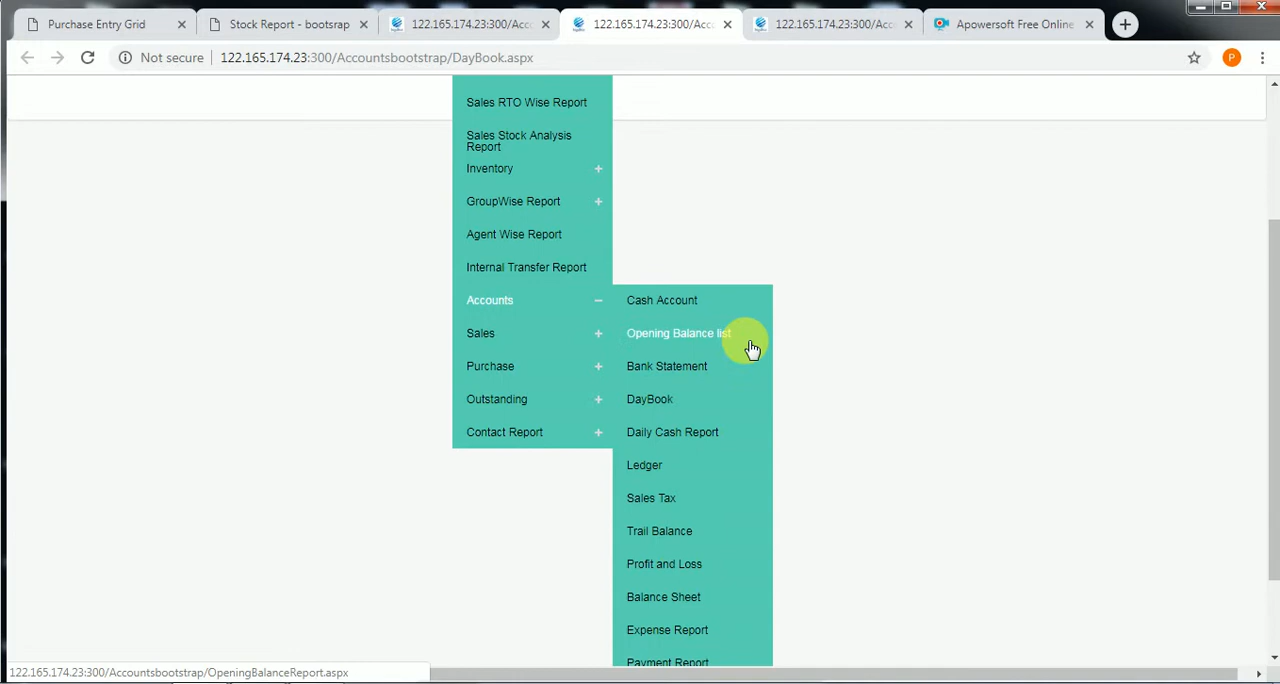 Purchase Entry Grid
Stock Report - bootsrap
122.165.174.23:300/Acc
122.165.174.23:300/Acc
122.165.174.23:300/Acc
Apowersoft Free Online
Not secure
122.165.174.23:300/Accountsbootstrap/DayBook.aspx
P
Sales RTO Wise Report
Sales Stock Analysis
Report
Inventory +
GroupWise Report +
Agent Wise Report
Internal Transfer Report
Accounts −
Sales +
Purchase +
Outstanding +
Contact Report +
Cash Account
Opening Balance list
Bank Statement
DayBook
Daily Cash Report
Ledger
Sales Tax
Trail Balance
Profit and Loss
Balance Sheet
Expense Report
Payment Report
122.165.174.23:300/Accountsbootstrap/OpeningBalanceReport.aspx